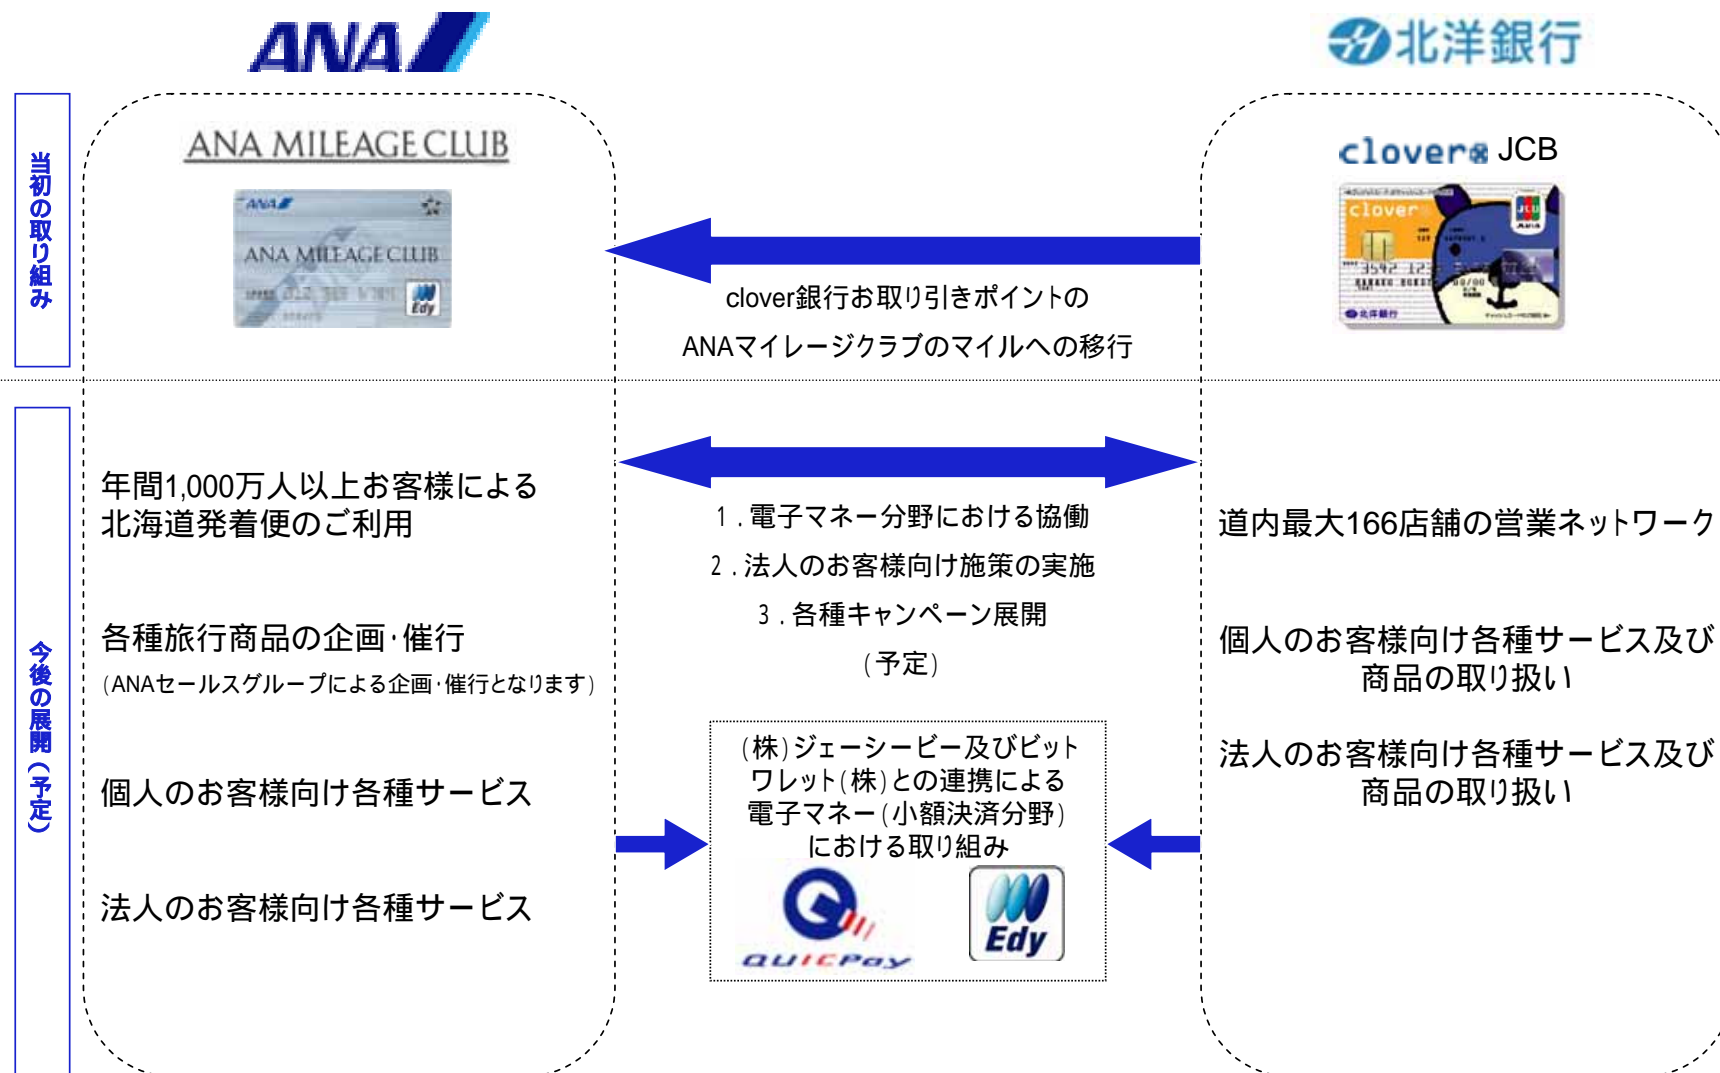 ANA
北洋銀行
当初の取り組み
ANA MILEAGE CLUB
ANA
ANA MILEAGE CLUB
Edy
clover JCB
clover
JCB
3592
北洋銀行
clover銀行お取り引きポイントの
ANAマイレージクラブのマイルへの移行
今後の展開(予定)
年間1,000万人以上お客様による
北海道発着便のご利用
各種旅行商品の企画・催行
(ANAセールスグループによる企画・催行となります)
個人のお客様向け各種サービス
法人のお客様向け各種サービス
1.電子マネー分野における協働
2.法人のお客様向け施策の実施
3.各種キャンペーン展開
(予定)
(株)ジェーシービー及びビット
ワレット(株)との連携による
電子マネー(小額決済分野)
における取り組み
QUICPay
Edy
道内最大166店舗の営業ネットワーク
個人のお客様向け各種サービス及び
商品の取り扱い
法人のお客様向け各種サービス及び
商品の取り扱い